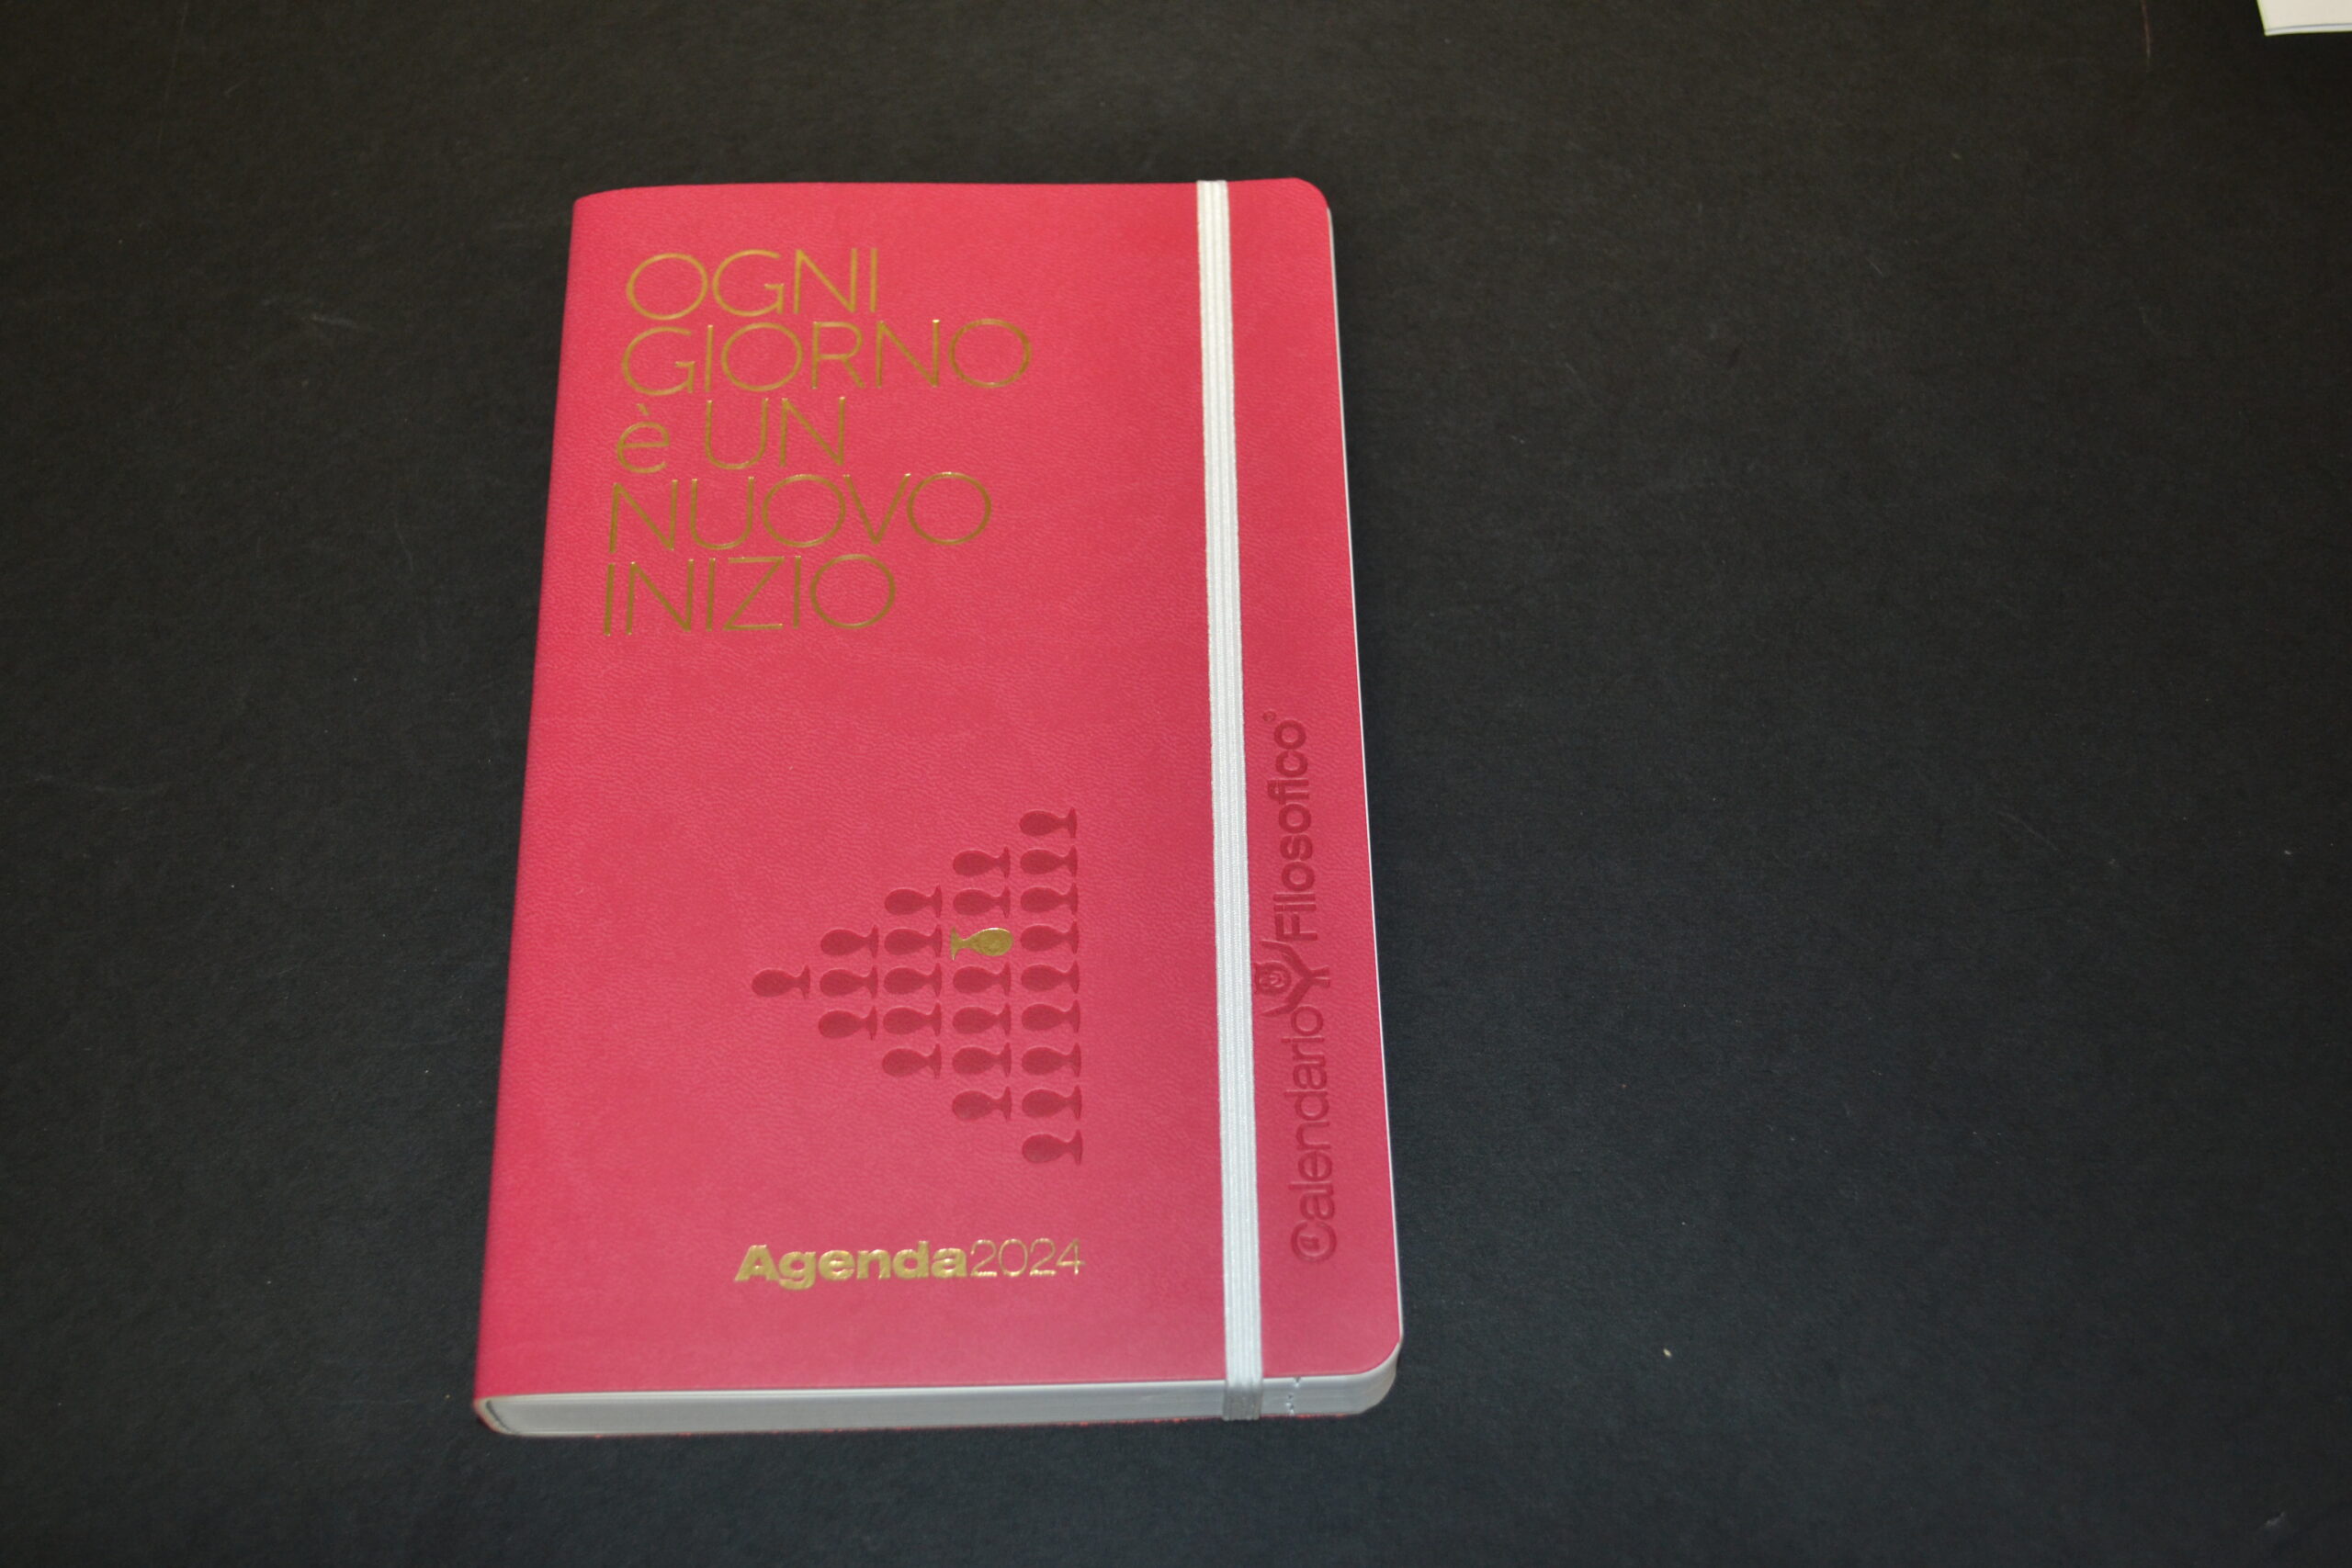 OGNI
GIORNO
è UN
NUOVO
INIZIO
Agenda2024
Calendario Filosofico